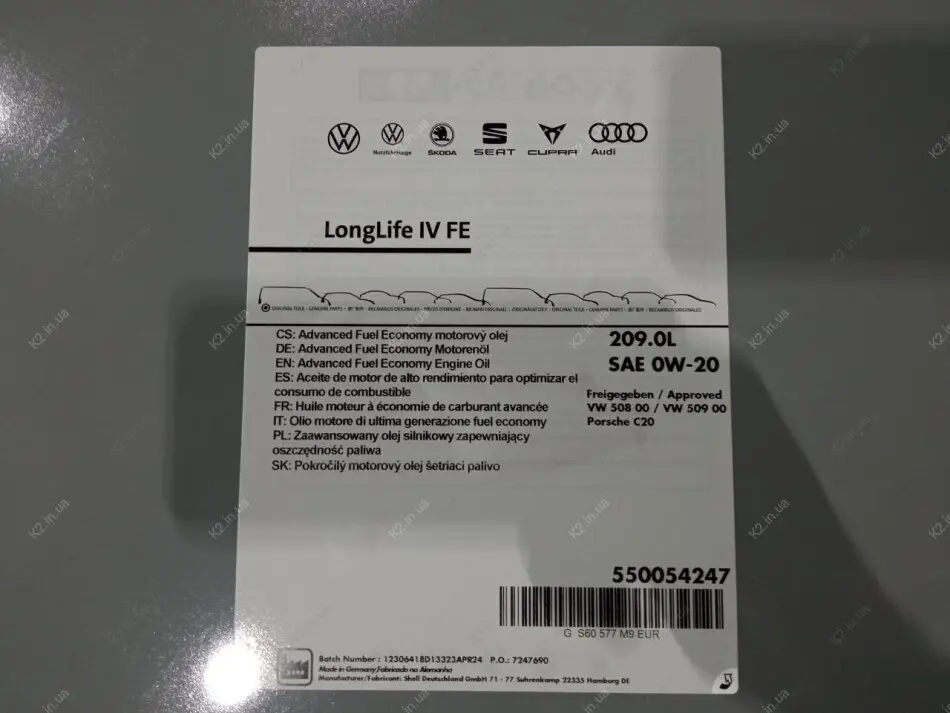 Nutzfahrzeuge
ŠKODA
SEAT
CUPRA
Audi
LongLife IV FE
CS: Advanced Fuel Economy motorový olej
DE: Advanced Fuel Economy Motorenöl
EN: Advanced Fuel Economy Engine Oil
ES: Aceite de motor de alto rendimiento para optimizar el
consumo de combustible
FR: Huile moteur à économie de carburant avancée
IT: Olio motore di ultima generazione fuel economy
PL: Zaawansowany olej silnikowy zapewniający
oszczędność paliwa
SK: Pokročilý motorový olej šetriaci palivo
209.0L
SAE 0W-20
Freigegeben / Approved
VW 508 00 / VW 509 00
Porsche C20
550054247
G S60 577 M9 EUR
Batch Number : 12306418D13323APR24 P.O.: 7247690
Made in Germany/Fabricado na Alemanha
Manufacturer/Fabricant: Shell Deutschland GmbH 71 - 77 Suhrenkamp 22335 Hamburg DE
K2.in.ua